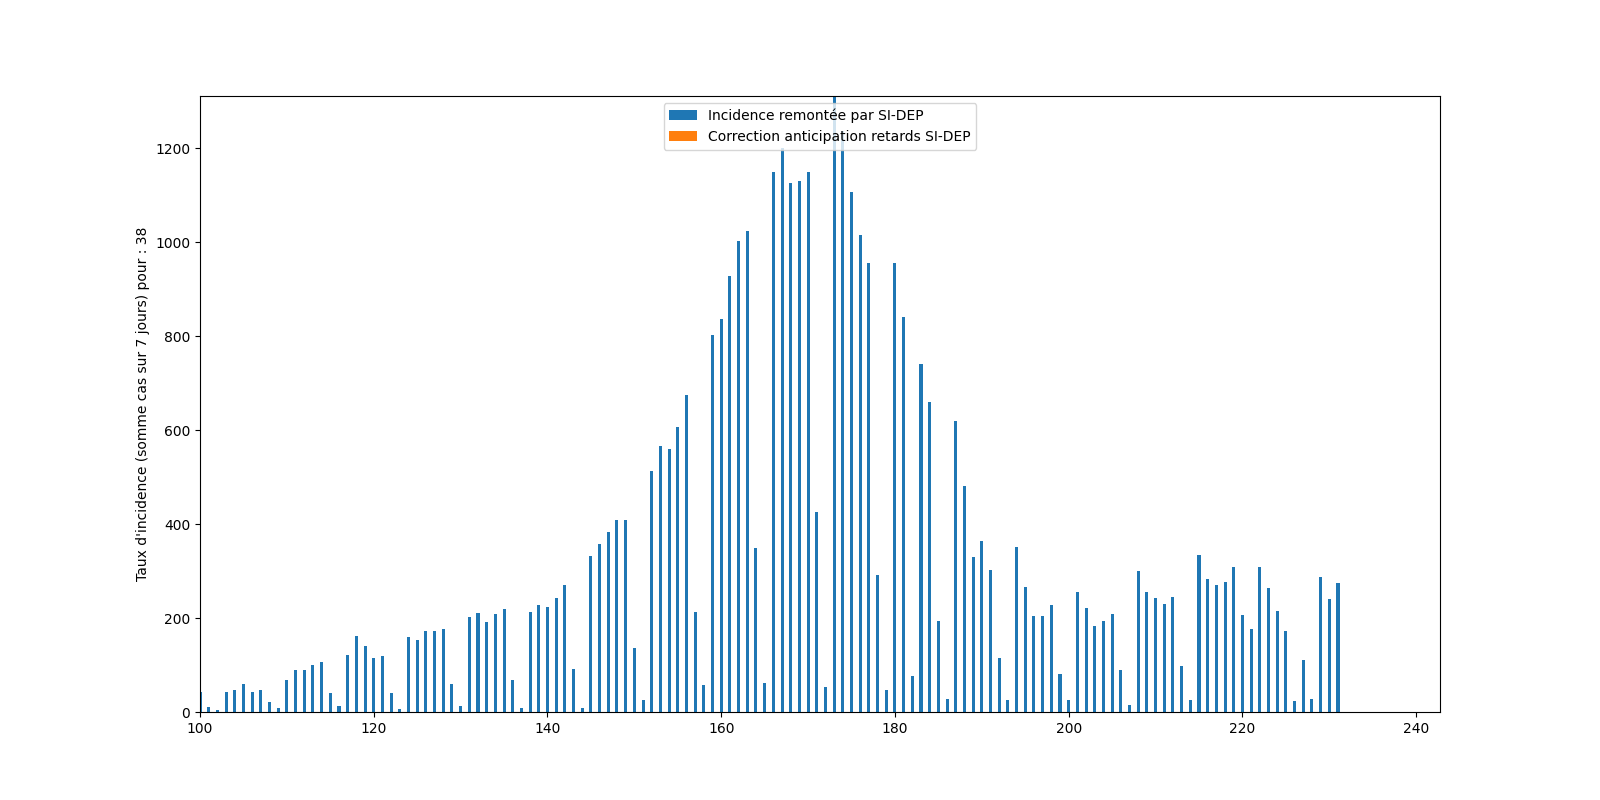 Incidence remontée par SI-DEP
Correction anticipation retards SI-DEP
Taux d'incidence (somme cas sur 7 jours) pour : 38
1200
1000
800
600
400
200
0
100 120 140 160 180 200 220 240